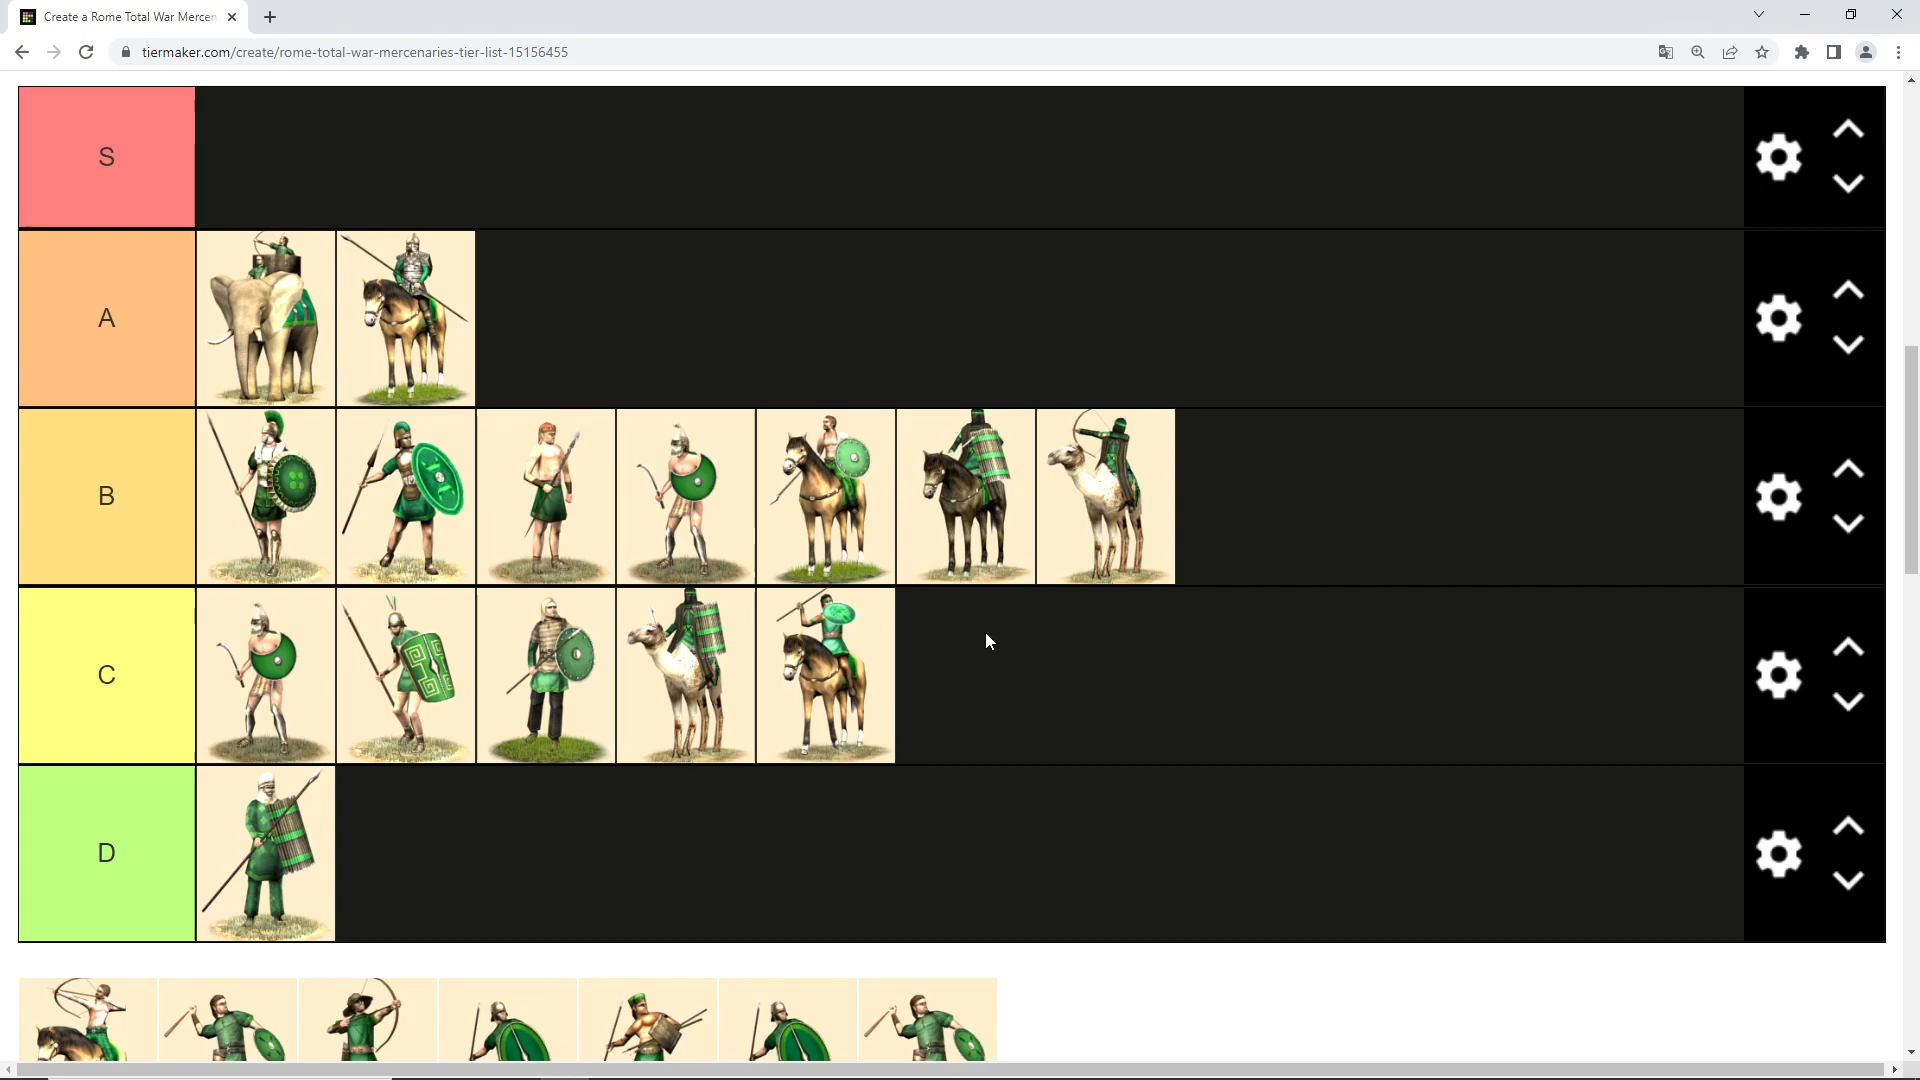 Create a Rome Total War Mercen
tiermaker.com/create/rome-total-war-mercenaries-tier-list-15156455
S
A
B
C
D